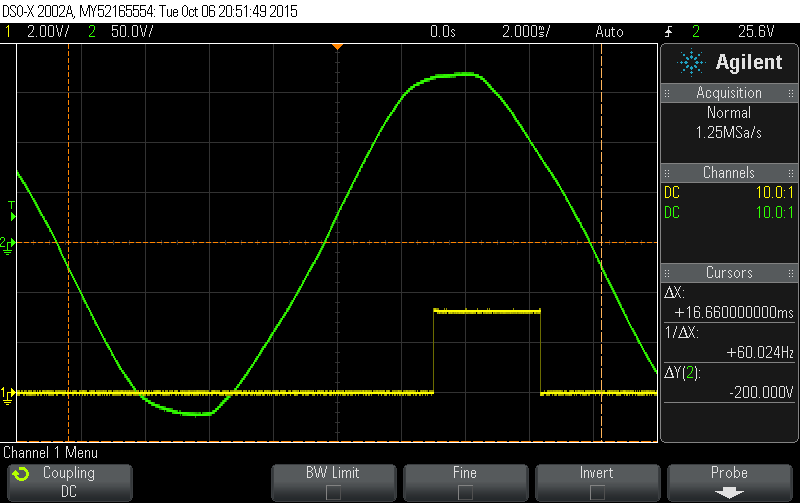 DSO-X 2002A, MY52165554: Tue Oct 06 20:51:49 2015
1 2.00V/ 2 50.0V/ 0.0s 2.000ms/ Auto 2 25.6V
Agilent
Acquisition
Normal
1.25MSa/s
Channels
DC 10.0:1
DC 10.0:1
Cursors
ΔX:
+16.660000000ms
1/ΔX:
+60.024Hz
ΔY(2):
-200.000V
T
2
1
Channel 1 Menu
Coupling
DC
BW Limit
Fine
Invert
Probe